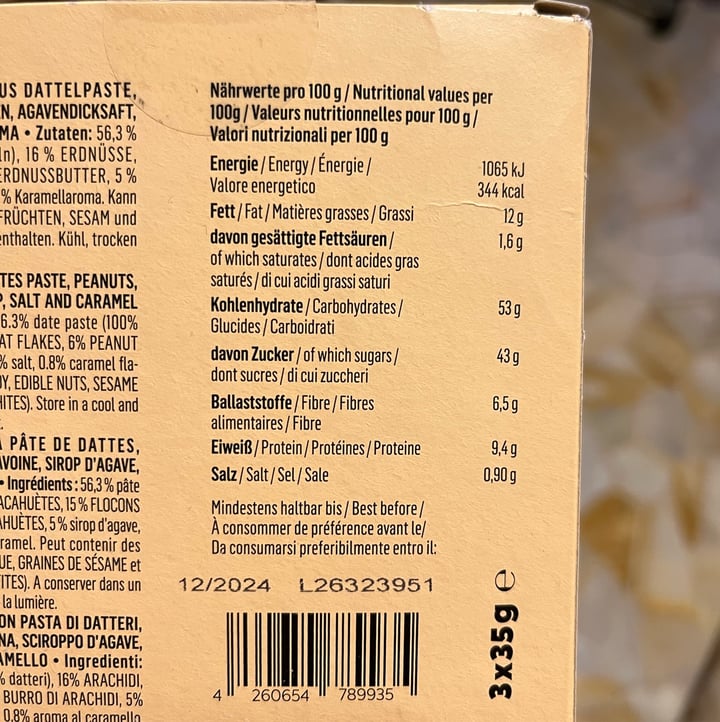 US DATTELPASTE,
N, AGAVENDICKSAFT,
MA • Zutaten: 56,3 %
ln), 16 % ERDNÜSSE,
ERDNUSSBUTTER, 5 %
% Karamellaroma. Kann
FRÜCHTEN, SESAM und
enthalten. Kühl, trocken
TES PASTE, PEANUTS,
P, SALT AND CARAMEL
6.3% date paste (100%
AT FLAKES, 6% PEANUT
% salt, 0.8% caramel fla-
OY, EDIBLE NUTS, SESAME
HITES). Store in a cool and
À PÂTE DE DATTES,
AVOINE, SIROP D'AGAVE,
• Ingrédients : 56,3 % pâte
ACAHUÈTES, 15 % FLOCONS
AHUÈTES, 5 % sirop d'agave,
ramel. Peut contenir des
UE, GRAINES DE SÉSAME et
ITES). A conserver dans un
la lumière.
ON PASTA DI DATTERI,
NA, SCIROPPO D'AGAVE,
AMELLO • Ingredienti:
% datteri), 16% ARACHIDI,
BURRO DI ARACHIDI, 5%
0,8% aroma al caramello
Nährwerte pro 100 g / Nutritional values per
100g / Valeurs nutritionnelles pour 100 g /
Valori nutrizionali per 100 g
Energie / Energy / Énergie / 1065 kJ
Valore energetico 344 kcal
Fett / Fat / Matières grasses / Grassi 12 g
davon gesättigte Fettsäuren / 1,6 g
of which saturates / dont acides gras
saturés / di cui acidi grassi saturi
Kohlenhydrate / Carbohydrates / 53 g
Glucides / Carboidrati
davon Zucker / of which sugars / 43 g
dont sucres / di cui zuccheri
Ballaststoffe / Fibre / Fibres 6,5 g
alimentaires / Fibre
Eiweiß / Protein / Protéines / Proteine 9,4 g
Salz / Salt / Sel / Sale 0,90 g
Mindestens haltbar bis / Best before /
À consommer de préférence avant le/
Da consumarsi preferibilmente entro il:
12/2024 L26323951
4 260654 789935
3x35g e